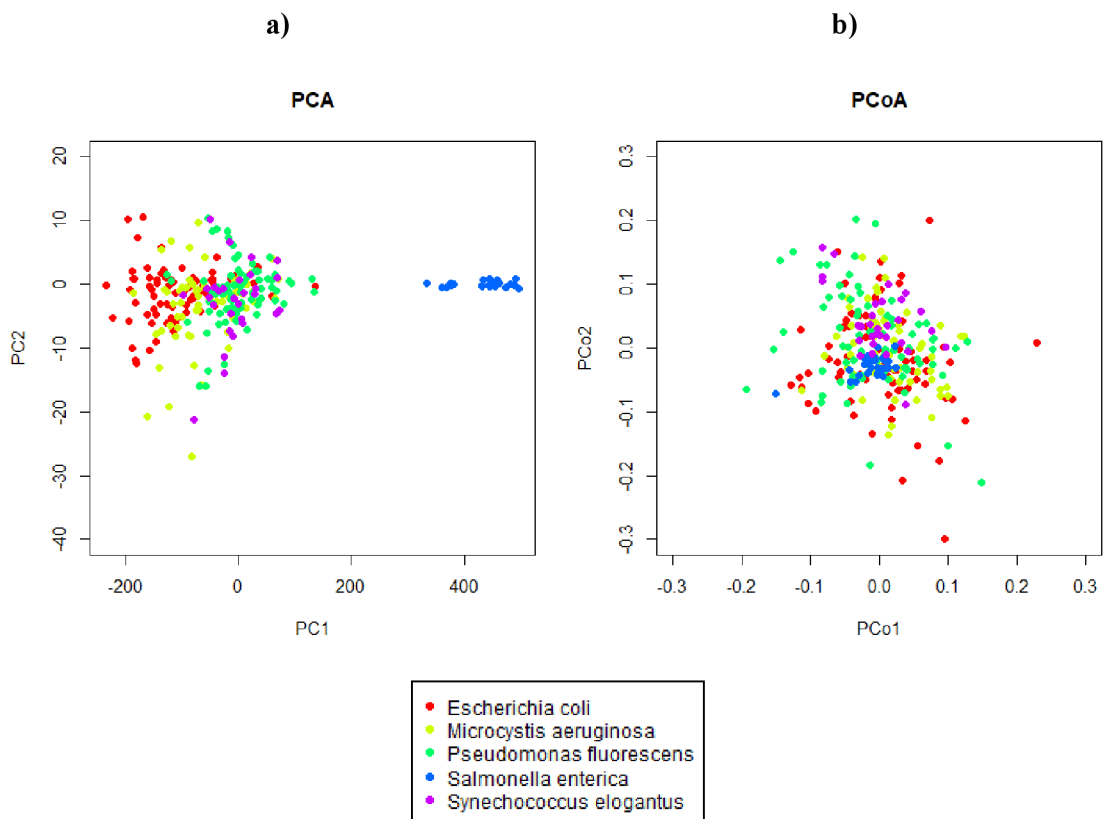 a)
b)
PCA
PCoA
20
10
0
-10
-20
-30
-40
PC2
-200
0
200
400
PC1
0.3
0.2
0.1
0.0
-0.1
-0.2
-0.3
PCo2
-0.3
-0.2
-0.1
0.0
0.1
0.2
0.3
PCo1
Escherichia coli
Microcystis aeruginosa
Pseudomonas fluorescens
Salmonella enterica
Synechococcus elogantus